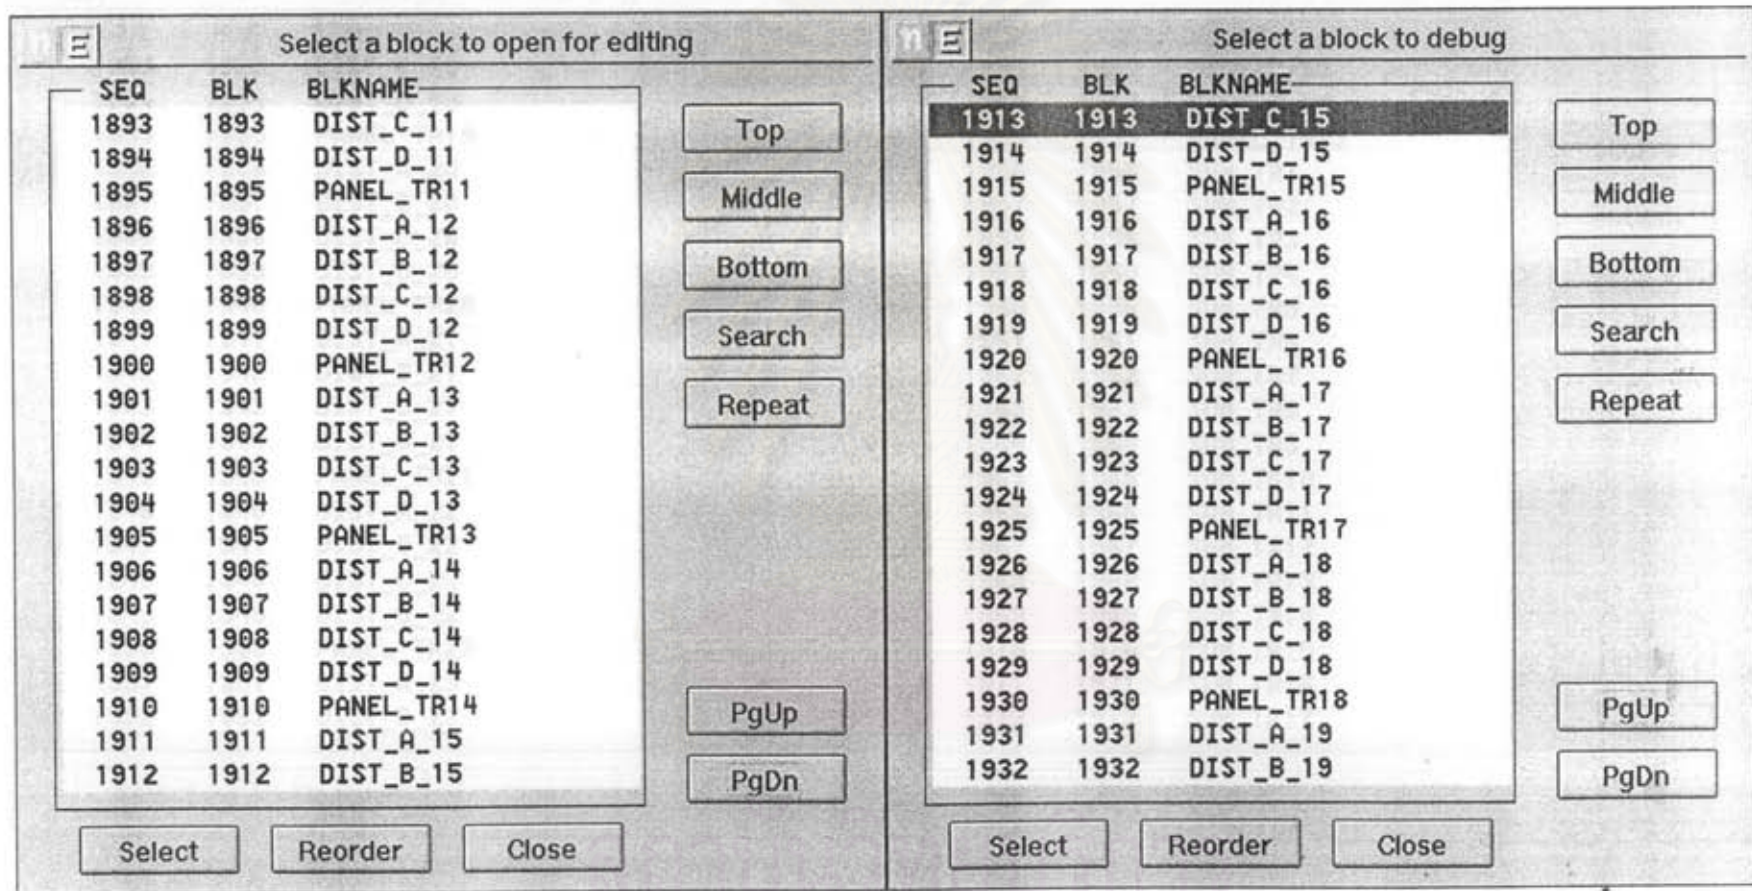 Select a block to open for editing
SEQ BLK BLKNAME
1893 1893 DIST_C_11
1894 1894 DIST_D_11
1895 1895 PANEL_TR11
1896 1896 DIST_A_12
1897 1897 DIST_B_12
1898 1898 DIST_C_12
1899 1899 DIST_D_12
1900 1900 PANEL_TR12
1901 1901 DIST_A_13
1902 1902 DIST_B_13
1903 1903 DIST_C_13
1904 1904 DIST_D_13
1905 1905 PANEL_TR13
1906 1906 DIST_A_14
1907 1907 DIST_B_14
1908 1908 DIST_C_14
1909 1909 DIST_D_14
1910 1910 PANEL_TR14
1911 1911 DIST_A_15
1912 1912 DIST_B_15
Top
Middle
Bottom
Search
Repeat
PgUp
PgDn
Select Reorder Close
Select a block to debug
SEQ BLK BLKNAME
1913 1913 DIST_C_15
1914 1914 DIST_D_15
1915 1915 PANEL_TR15
1916 1916 DIST_A_16
1917 1917 DIST_B_16
1918 1918 DIST_C_16
1919 1919 DIST_D_16
1920 1920 PANEL_TR16
1921 1921 DIST_A_17
1922 1922 DIST_B_17
1923 1923 DIST_C_17
1924 1924 DIST_D_17
1925 1925 PANEL_TR17
1926 1926 DIST_A_18
1927 1927 DIST_B_18
1928 1928 DIST_C_18
1929 1929 DIST_D_18
1930 1930 PANEL_TR18
1931 1931 DIST_A_19
1932 1932 DIST_B_19
Top
Middle
Bottom
Search
Repeat
PgUp
PgDn
Select Reorder Close